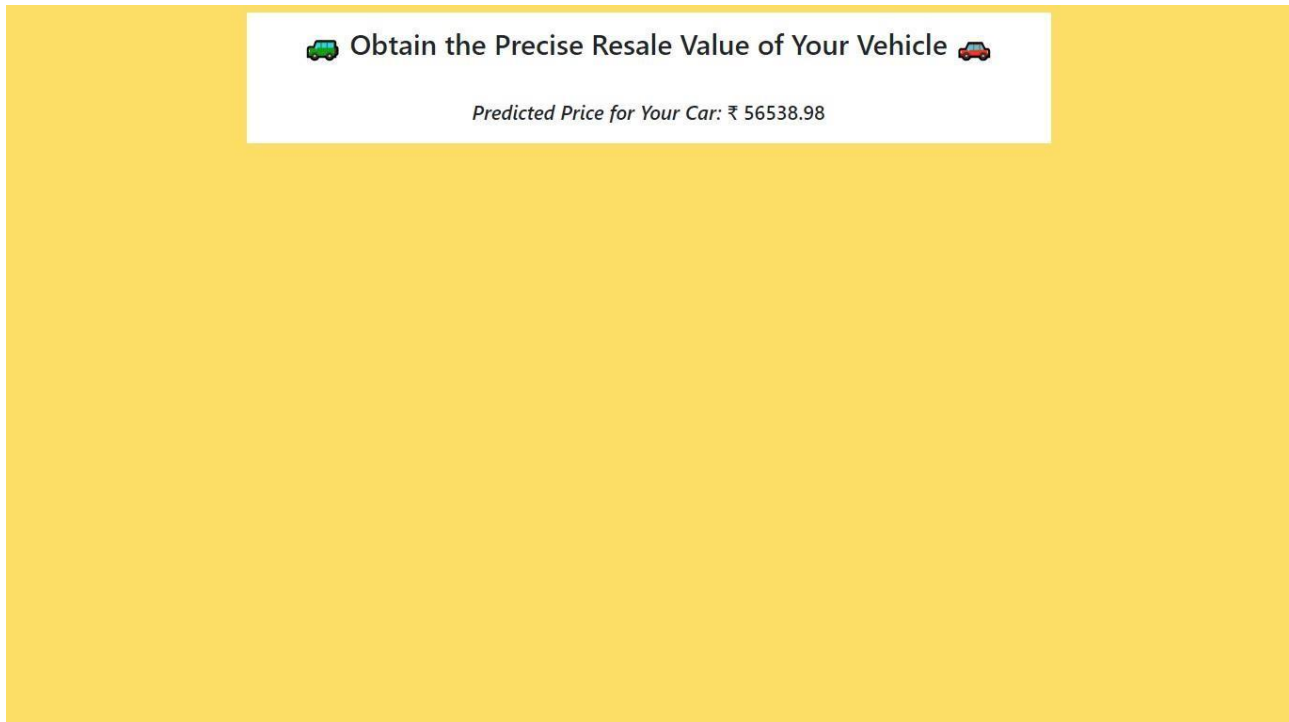 🚙 Obtain the Precise Resale Value of Your Vehicle 🚗
Predicted Price for Your Car: ₹ 56538.98